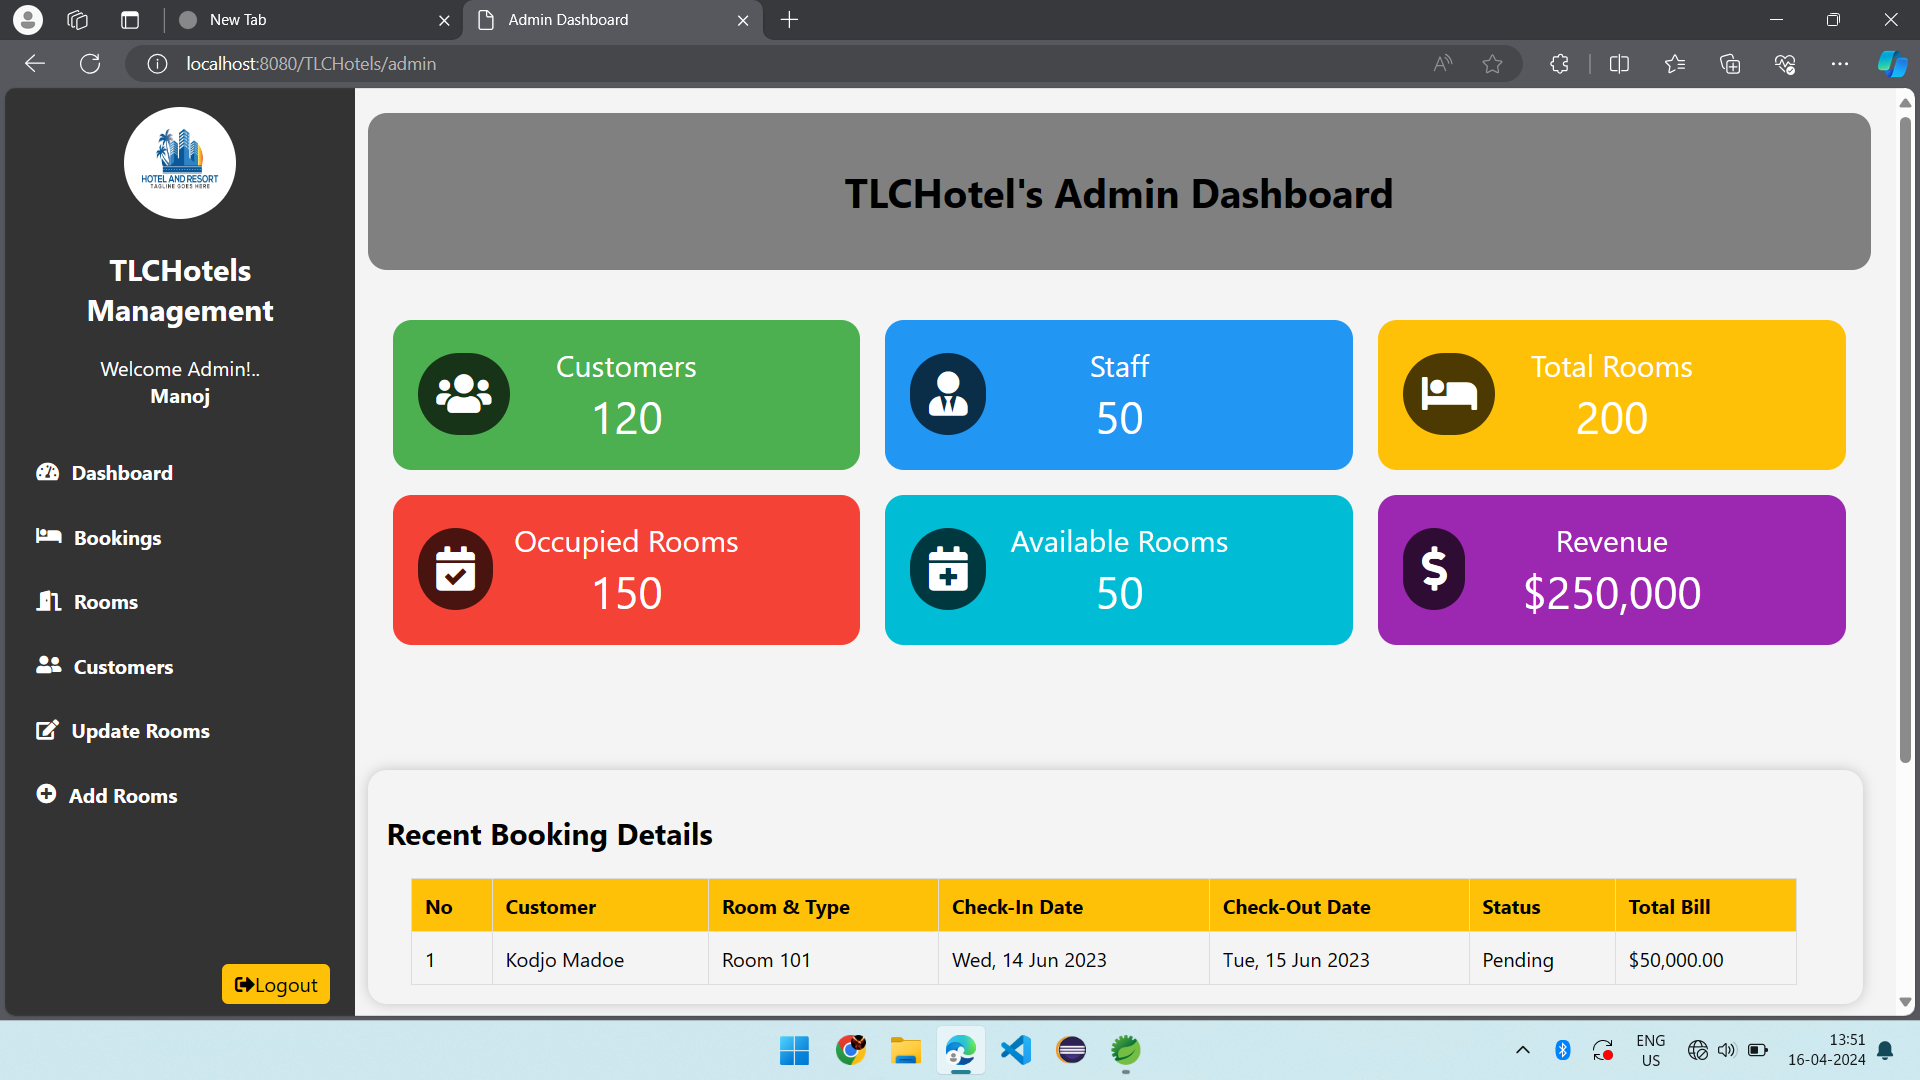 New Tab
Admin Dashboard
localhost:8080/TLCHotels/admin
HOTEL AND RESORT
TAGLINE GOES HERE
TLCHotels
Management
Welcome Admin!..
Manoj
Dashboard
Bookings
Rooms
Customers
Update Rooms
Add Rooms
Logout
TLCHotel's Admin Dashboard
Customers
120
Staff
50
Total Rooms
200
Occupied Rooms
150
Available Rooms
50
Revenue
$250,000
Recent Booking Details
No Customer Room & Type Check-In Date Check-Out Date Status Total Bill
1 Kodjo Madoe Room 101 Wed, 14 Jun 2023 Tue, 15 Jun 2023 Pending $50,000.00
ENG
US
13:51
16-04-2024